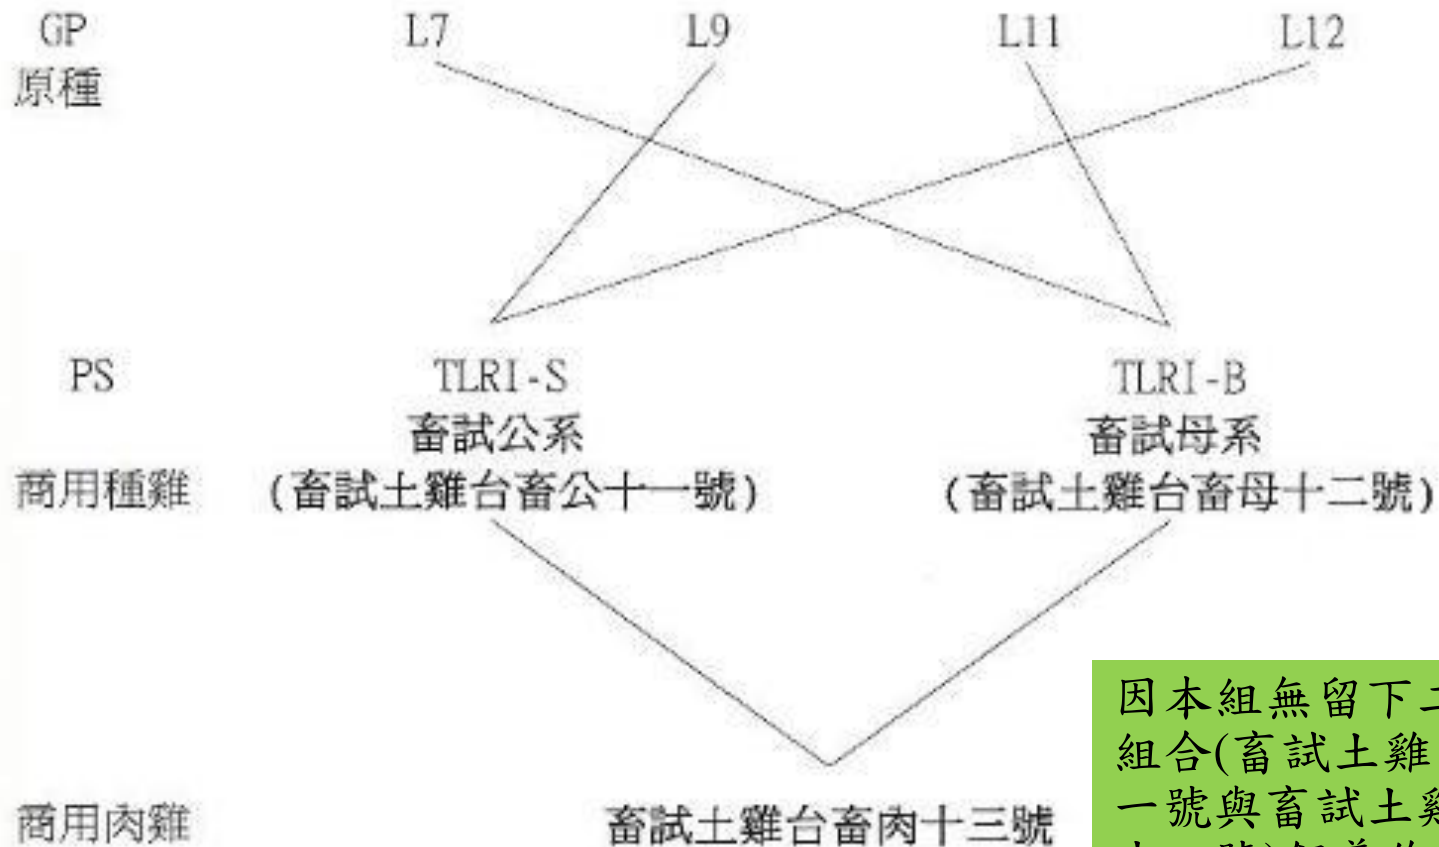 GP L7 L9 L11 L12
原種
PS TLRI-S TLRI-B
畜試公系 畜試母系
商用種雞 (畜試土雞台畜公十一號) (畜試土雞台畜母十二號)
因本組無留下二
組合(畜試土雞
一號與畜試土雞
商用肉雞 畜試土雞台畜肉十三號